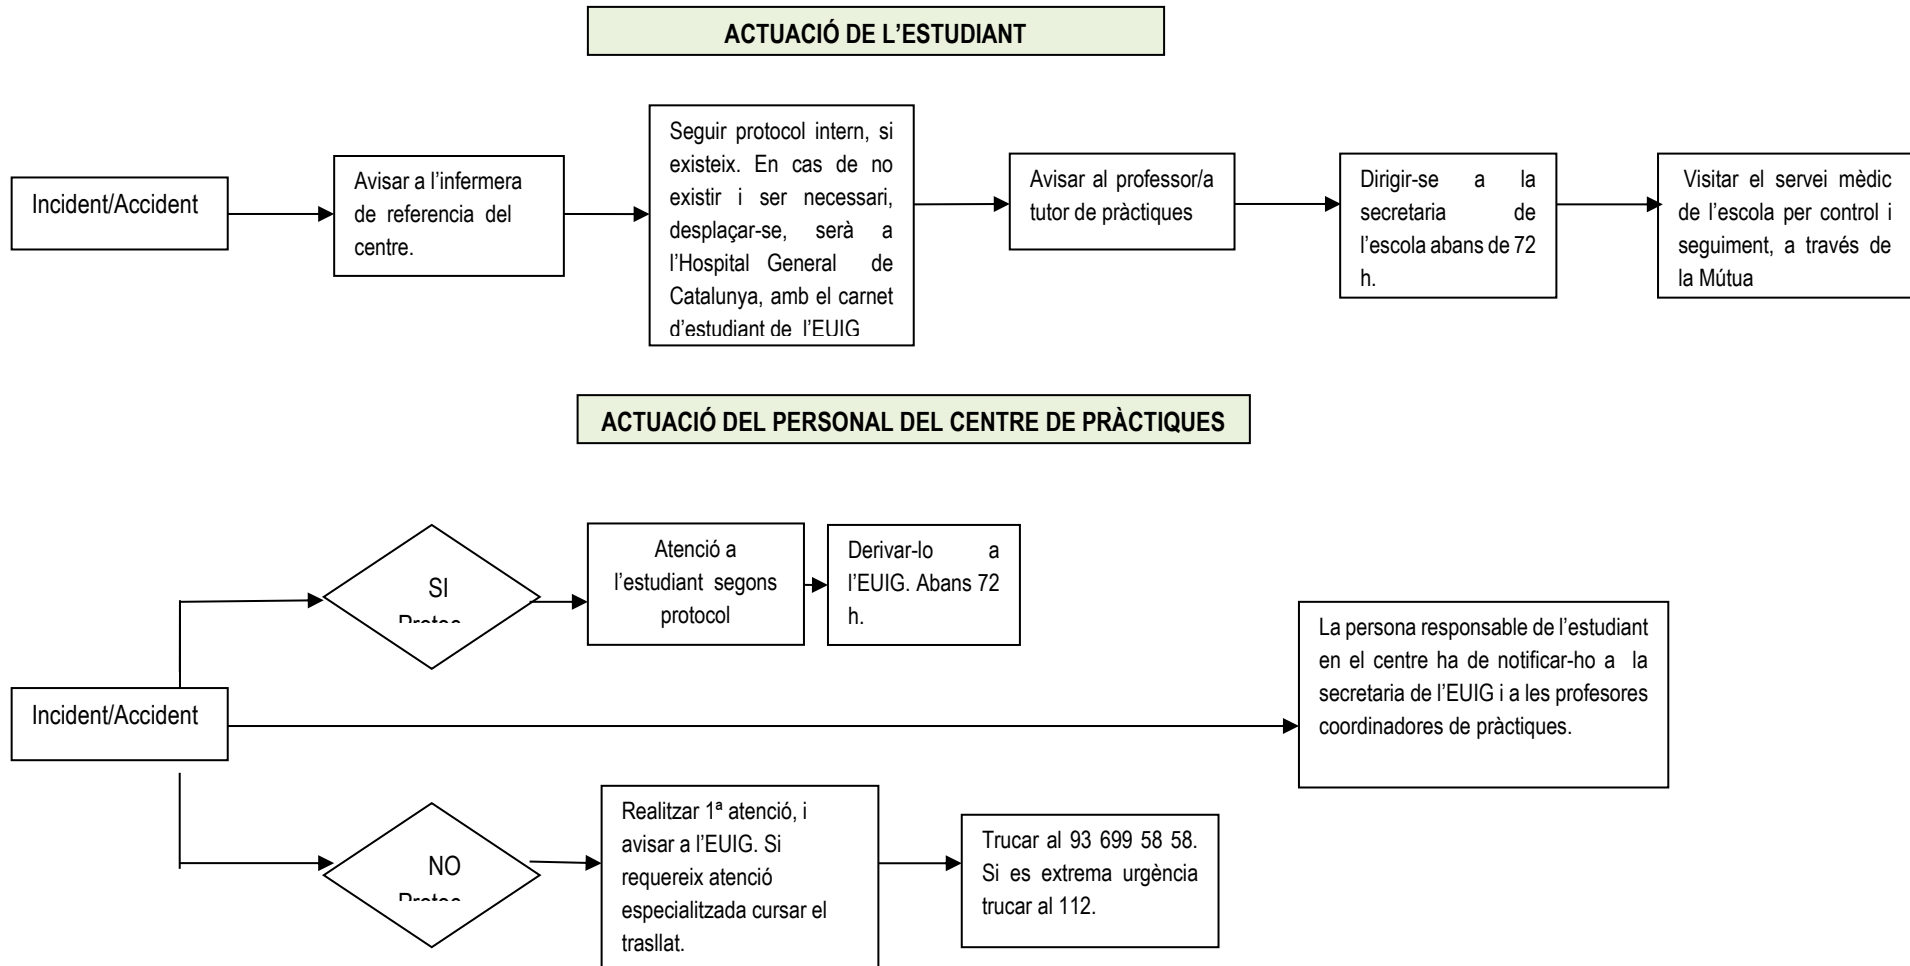 ACTUACIÓ DE L’ESTUDIANT
Incident/Accident
Avisar a l’infermera
de referencia del
centre.
Seguir protocol intern, si
existeix. En cas de no
existir i ser necessari,
desplaçar-se, serà a
l’Hospital General de
Catalunya, amb el carnet
d’estudiant de l’EUIG
Avisar al professor/a
tutor de pràctiques
Dirigir-se a la
secretaria de
l’escola abans de 72
h.
Visitar el servei mèdic
de l’escola per control i
seguiment, a través de
la Mútua
ACTUACIÓ DEL PERSONAL DEL CENTRE DE PRÀCTIQUES
Incident/Accident
SI
Atenció a
l’estudiant segons
protocol
Derivar-lo a
l’EUIG. Abans 72
h.
La persona responsable de l’estudiant
en el centre ha de notificar-ho a la
secretaria de l’EUIG i a les profesores
coordinadores de pràctiques.
NO
Realitzar 1ª atenció, i
avisar a l’EUIG. Si
requereix atenció
especialitzada cursar el
trasllat.
Trucar al 93 699 58 58.
Si es extrema urgència
trucar al 112.